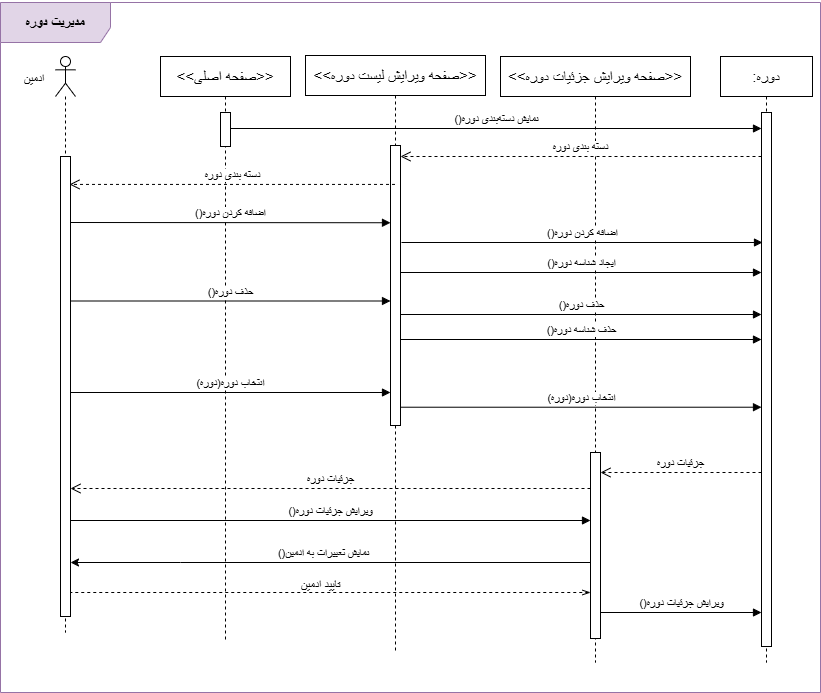 مدیریت دوره
ادمین
<<صفحه اصلی>>
<<صفحه ویرایش لیست دوره>>
<<صفحه ویرایش جزئیات دوره>>
دوره:
نمایش دسته‌بندی دوره()
دسته بندی دوره
دسته بندی دوره
اضافه کردن دوره()
اضافه کردن دوره()
ایجاد شناسه دوره()
حذف دوره()
حذف دوره()
حذف شناسه دوره()
انتخاب دوره(دوره)
انتخاب دوره(دوره)
جزئیات دوره
جزئیات دوره
ویرایش جزئیات دوره()
نمایش تغییرات به ادمین()
تایید ادمین
ویرایش جزئیات دوره()